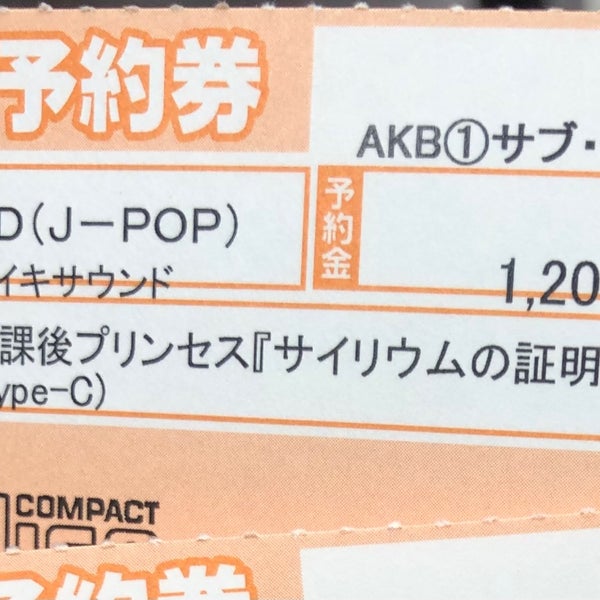 予約券
AKB①サブ・
D(J−POP)
予約金
1,20
イキサウンド
課後プリンセス『サイリウムの証明
ype-C)
COMPACT
予約券